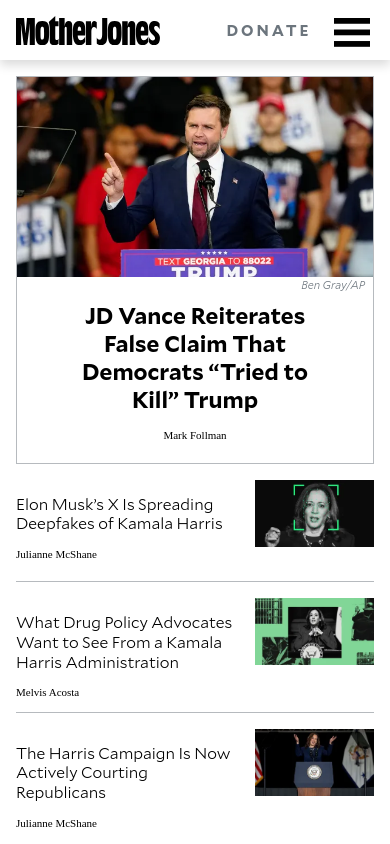 Mother Jones
DONATE
TEXT GEORGIA TO 88022
TRUMP
Ben Gray/AP
JD Vance Reiterates
False Claim That
Democrats “Tried to
Kill” Trump
Mark Follman
Elon Musk’s X Is Spreading
Deepfakes of Kamala Harris
Julianne McShane
What Drug Policy Advocates
Want to See From a Kamala
Harris Administration
Melvis Acosta
The Harris Campaign Is Now
Actively Courting
Republicans
Julianne McShane